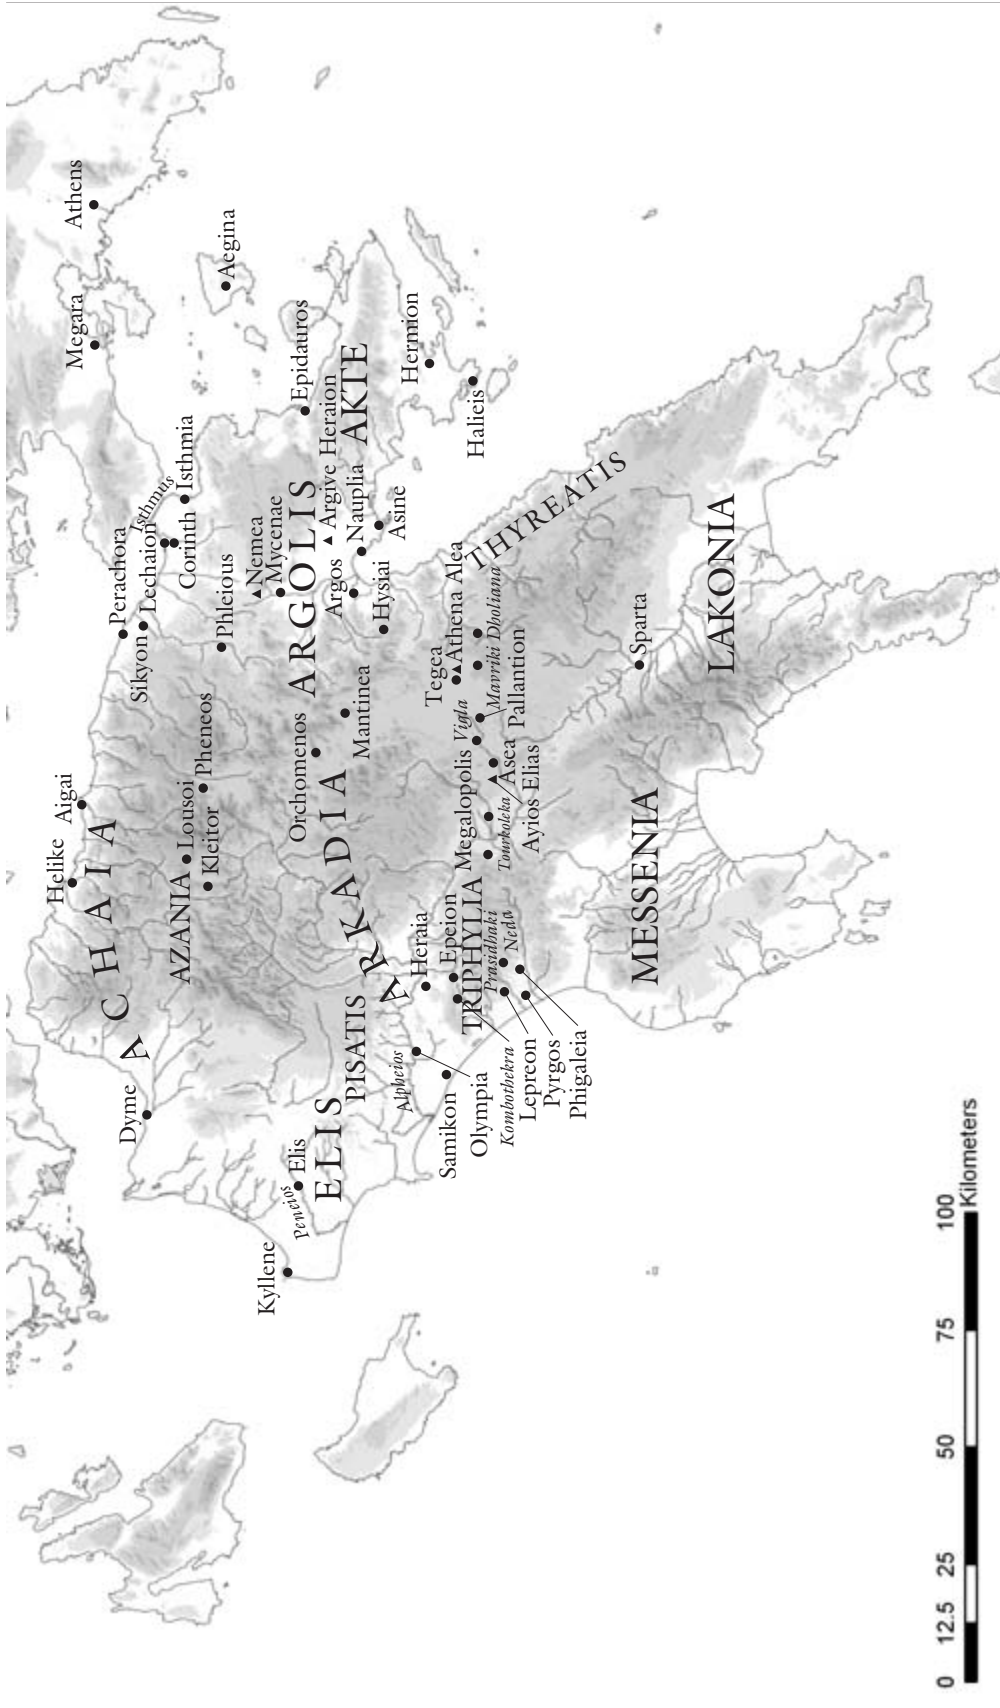 Athens
Megara
Aegina
Perachora
Isthmus
Lechaion
Isthmia
Corinth
Sikyon
Epidauros
Nemea
Mycenae
Argive Heraion
AKTE
Hermion
Halieis
Phleious
ARGOLIS
Argos
Nauplia
Asine
Hysiai
THYREATIS
Helike
Aigai
ACHAIA
Pheneos
Lousoi
Kleitor
AZANIA
Orchomenos
Mantinea
ARKADIA
Tegea
Athena Alea
Mavriki
Dholiana
Vigla
Pallantion
Megalopolis
Asea
Tourkoleka
Ayios Elias
Sparta
LAKONIA
MESSENIA
Dyme
Kyllene
Peneios
Elis
ELIS
PISATIS
Alpheios
Heraia
Epeion
TRIPHYLIA
Prasidhaki
Neda
Samikon
Olympia
Kombothekra
Lepreon
Pyrgos
Phigaleia
0 12.5 25 50 75 100
Kilometers